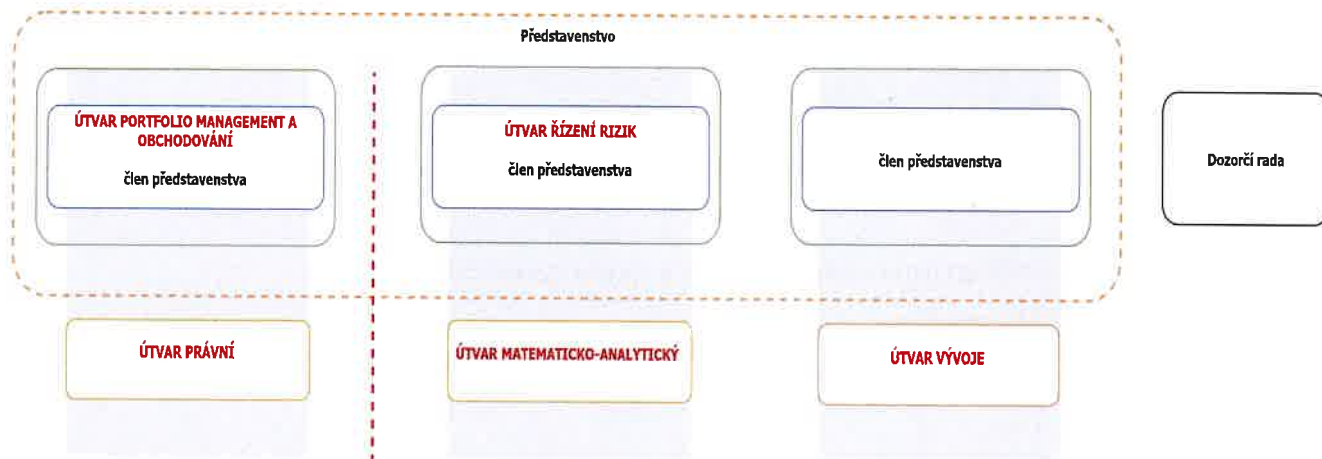 Představenstvo
ÚTVAR PORTFOLIO MANAGEMENT A
OBCHODOVÁNÍ
člen představenstva
ÚTVAR ŘÍZENÍ RIZIK
člen představenstva
člen představenstva
Dozorčí rada
ÚTVAR PRÁVNÍ
ÚTVAR MATEMATICKO-ANALYTICKÝ
ÚTVAR VÝVOJE